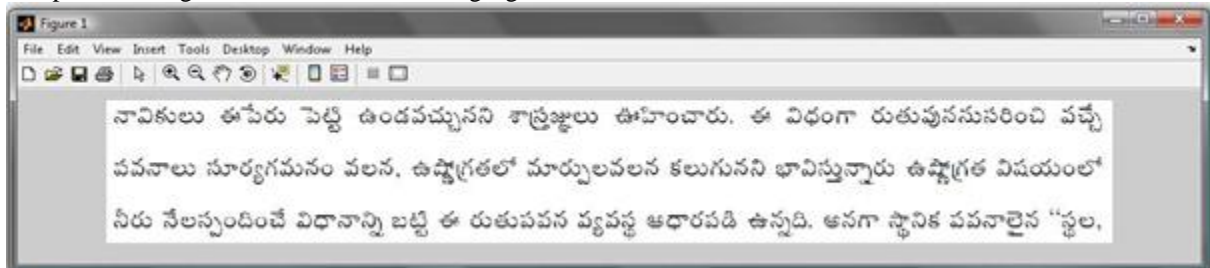 Figure 1
File Edit View Insert Tools Desktop Window Help
నావికులు ఈపేరు పెట్టి ఉండవచ్చునని శాస్త్రజ్ఞులు ఊహించారు. ఈ విధంగా రుతువుననుసరించి వచ్చే
పవనాలు సూర్యగమనం వలన, ఉష్ణోగ్రతలో మార్పులవలన కలుగునని భావిస్తున్నారు ఉష్ణోగ్రత విషయంలో
నీరు నేలస్పందించే విధానాన్ని బట్టి ఈ రుతుపవన వ్యవస్థ ఆధారపడి ఉన్నది. అనగా స్థానిక పవనాలైన “స్థల,